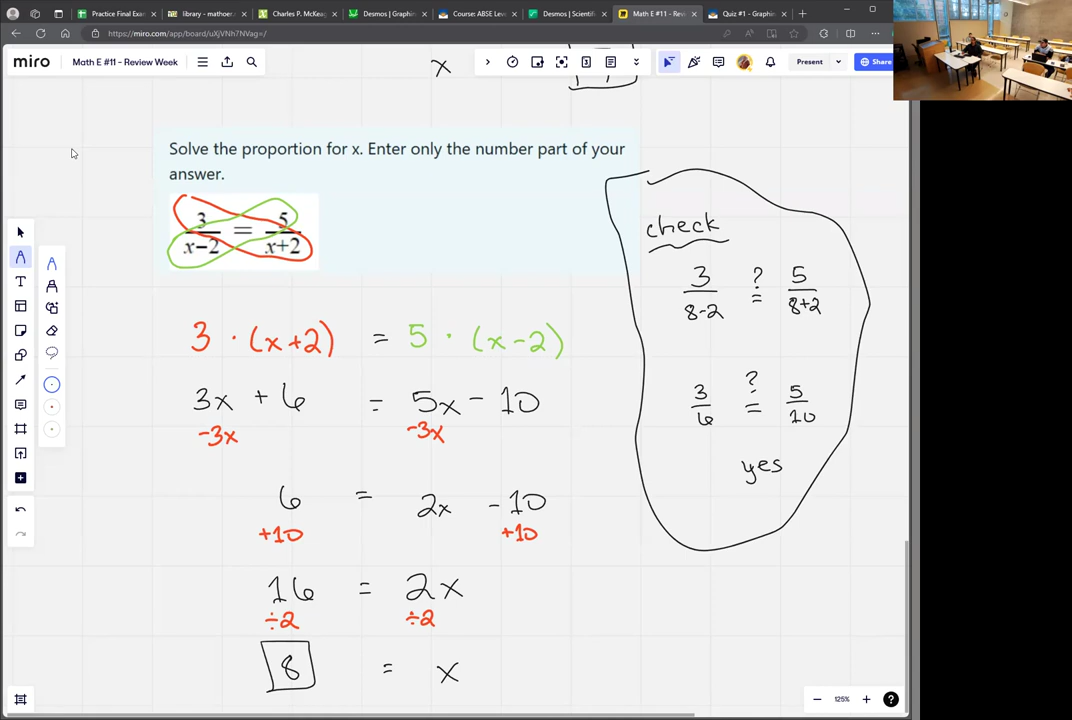 Practice Final Exam
library - mathoer
Charles P. McKeag
Desmos | Graphin
Course: ABSE Leve
Desmos | Scientifi
Math E #11 - Revi
Quiz #1 - Graphin
https://miro.com/app/board/uXjVNh7NVag=/
miro
Math E #11 - Review Week
Present
Share
x
Solve the proportion for x. Enter only the number part of your
answer.
3/(x−2) = 5/(x+2)
3 · (x+2) = 5 · (x−2)
3x + 6 = 5x − 10
-3x -3x
6 = 2x - 10
+10 +10
16 = 2x
÷2 ÷2
8 = x
check
3/(8-2) ?= 5/(8+2)
3/6 ?= 5/10
yes
125%